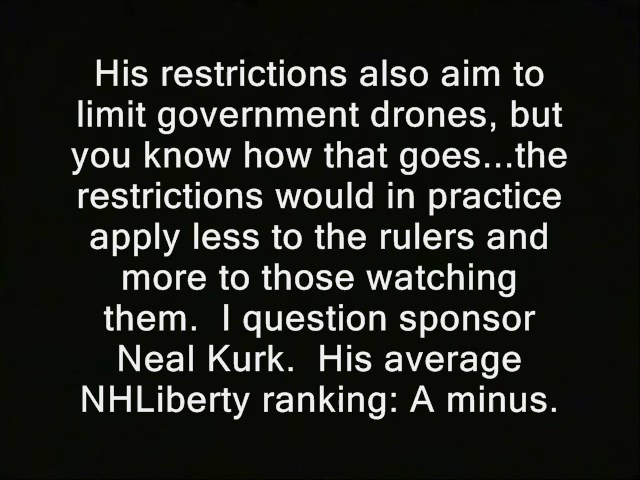 His restrictions also aim to
limit government drones, but
you know how that goes...the
restrictions would in practice
apply less to the rulers and
more to those watching
them.  I question sponsor
Neal Kurk.  His average
NHLiberty ranking: A minus.